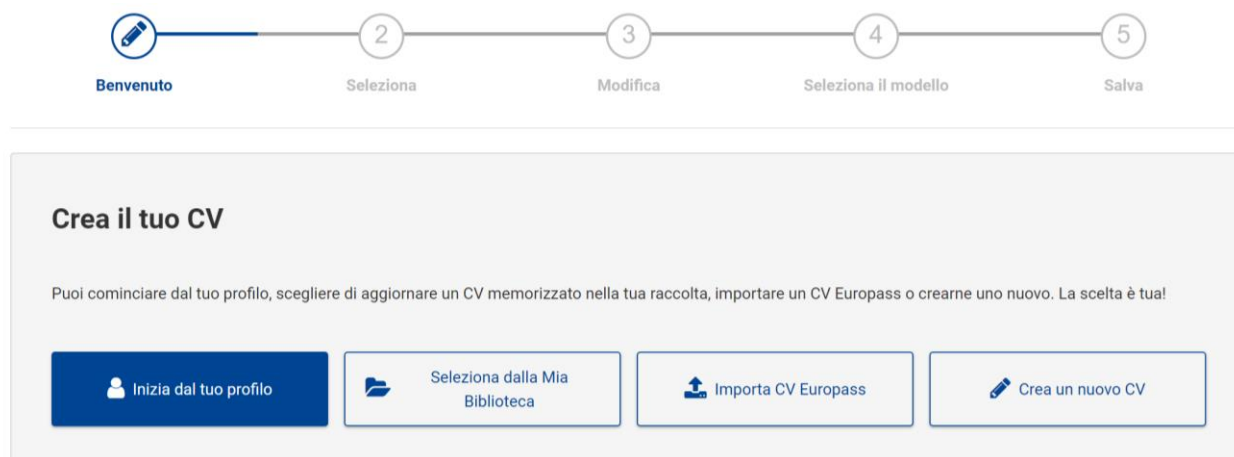 2
3
4
5
Benvenuto
Seleziona
Modifica
Seleziona il modello
Salva
Crea il tuo CV
Puoi cominciare dal tuo profilo, scegliere di aggiornare un CV memorizzato nella tua raccolta, importare un CV Europass o crearne uno nuovo. La scelta è tua!
Inizia dal tuo profilo
Seleziona dalla Mia
Biblioteca
Importa CV Europass
Crea un nuovo CV